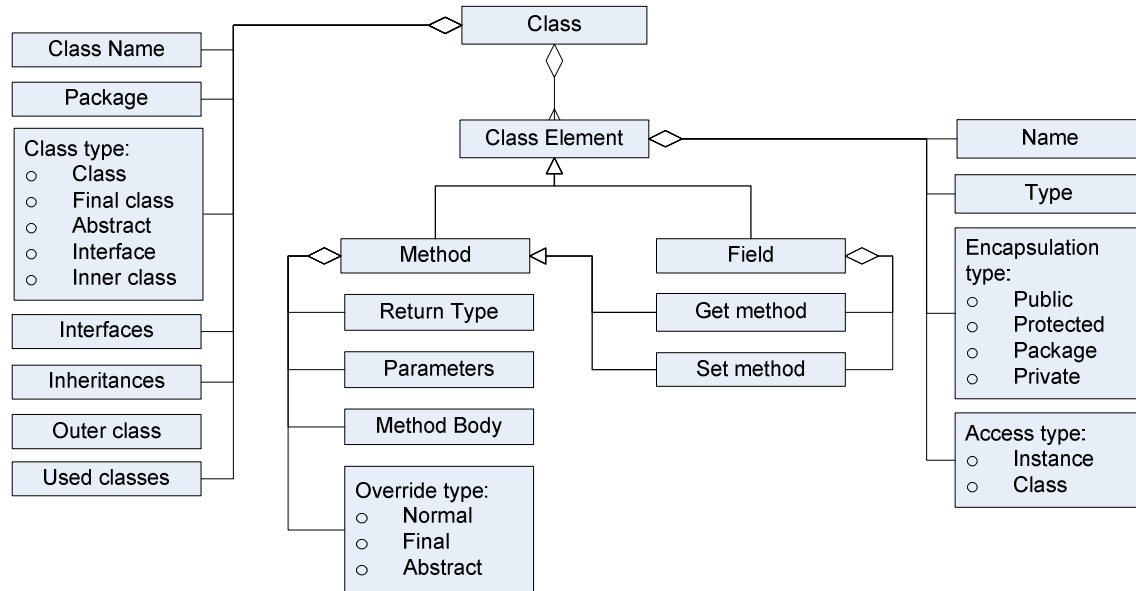 Class
Class Name
Package
Class type:
○ Class
○ Final class
○ Abstract
○ Interface
○ Inner class
Interfaces
Inheritances
Outer class
Used classes
Class Element
Name
Type
Encapsulation
type:
○ Public
○ Protected
○ Package
○ Private
Access type:
○ Instance
○ Class
Method
Return Type
Parameters
Method Body
Override type:
○ Normal
○ Final
○ Abstract
Field
Get method
Set method